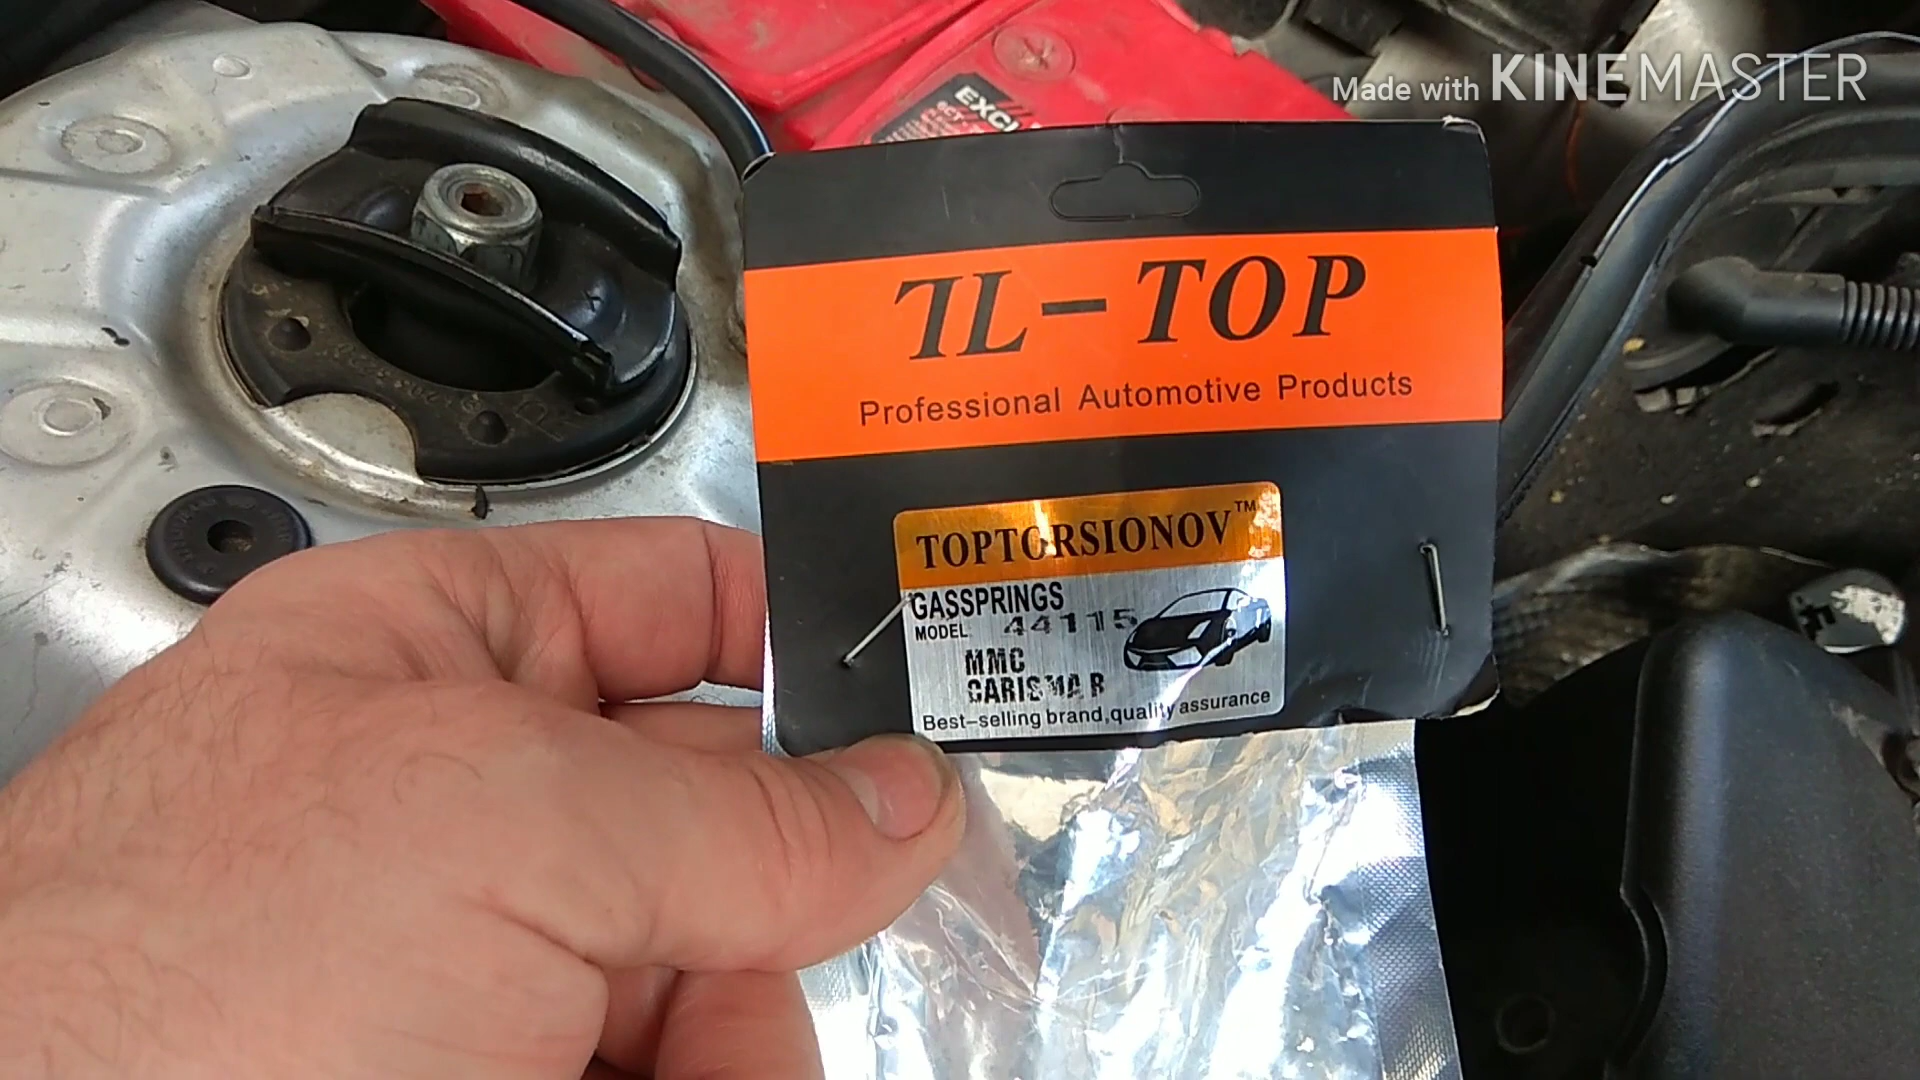 Made with KINEMASTER
EXCL
TL-TOP
Professional Automotive Products
TOPTORSIONOV™
GASSPRINGS
MODEL 44115
MMC
CARISMA R
Best-selling brand,quality assurance